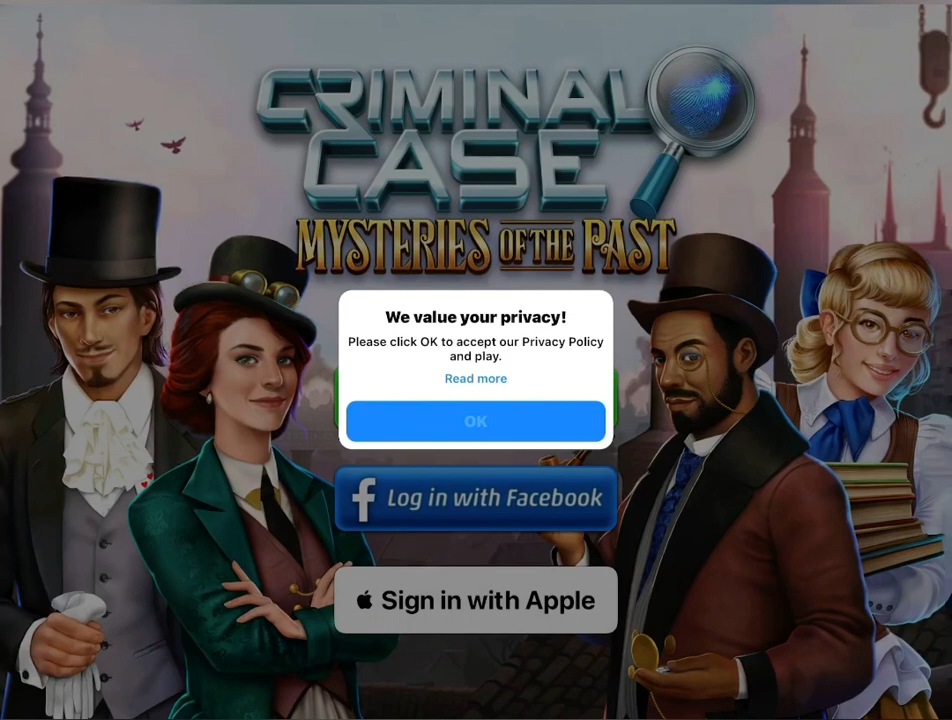 CRIMINAL
CASE
MYSTERIES OF THE PAST
We value your privacy!
Please click OK to accept our Privacy Policy
and play.
Read more
OK
f Log in with Facebook
Sign in with Apple